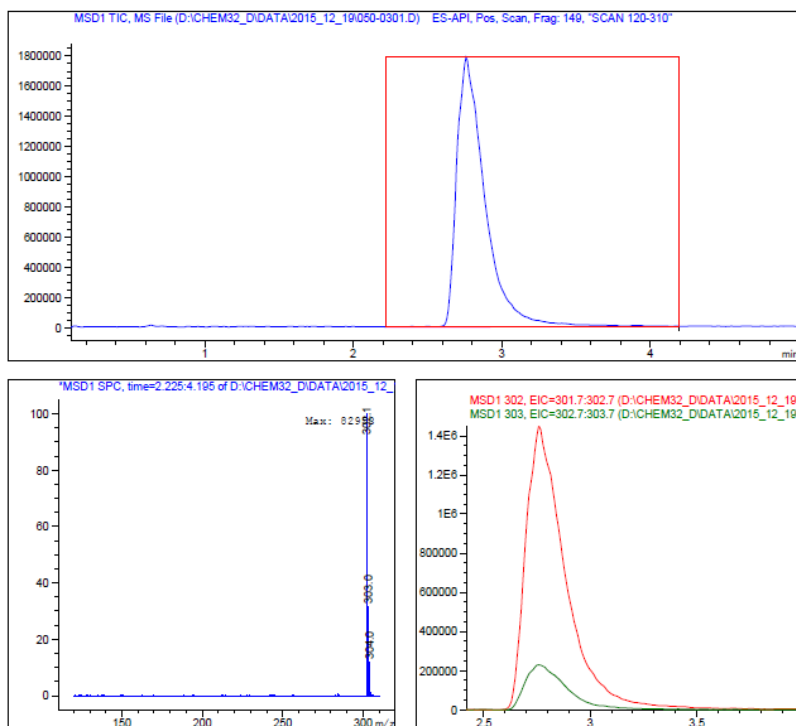 MSD1 TIC, MS File (D:\CHEM32_D\DATA\2015_12_19\050-0301.D) ES-API, Pos, Scan, Frag: 149, "SCAN 120-310"
1800000
1600000
1400000
1200000
1000000
800000
600000
400000
200000
0
1 2 3 4 min
*MSD1 SPC, time=2.225:4.195 of D:\CHEM32_D\DATA\2015_12_
100
80
60
40
20
0
Max:
303.0
304.0
150 200 250 300 m/z
MSD1 302, EIC=301.7:302.7 (D:\CHEM32_D\DATA\2015_12_19
MSD1 303, EIC=302.7:303.7 (D:\CHEM32_D\DATA\2015_12_19
1.4E6
1.2E6
1E6
800000
600000
400000
200000
0
2.5 3 3.5